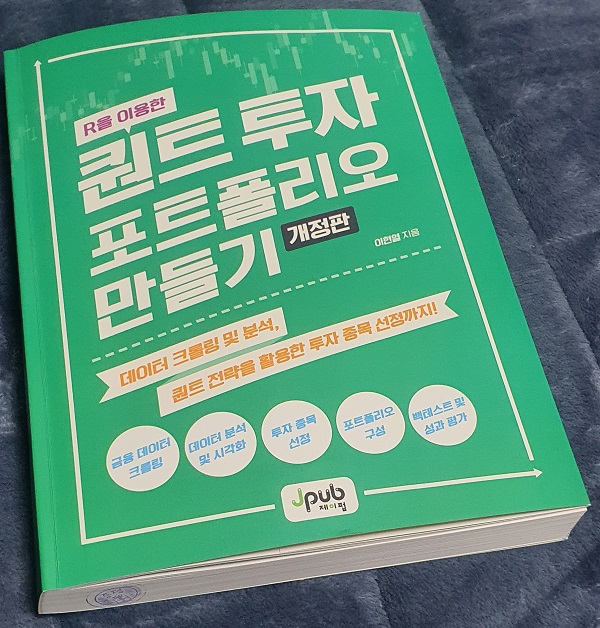 R을 이용한
퀀트 투자
포트폴리오
만들기 개정판
이현열 지음
데이터 크롤링 및 분석,
퀀트 전략을 활용한 투자 종목 선정까지!
금융 데이터
크롤링
데이터 분석
및 시각화
투자 종목
선정
포트폴리오
구성
백테스트 및
성과 평가
Jpub
제이펍